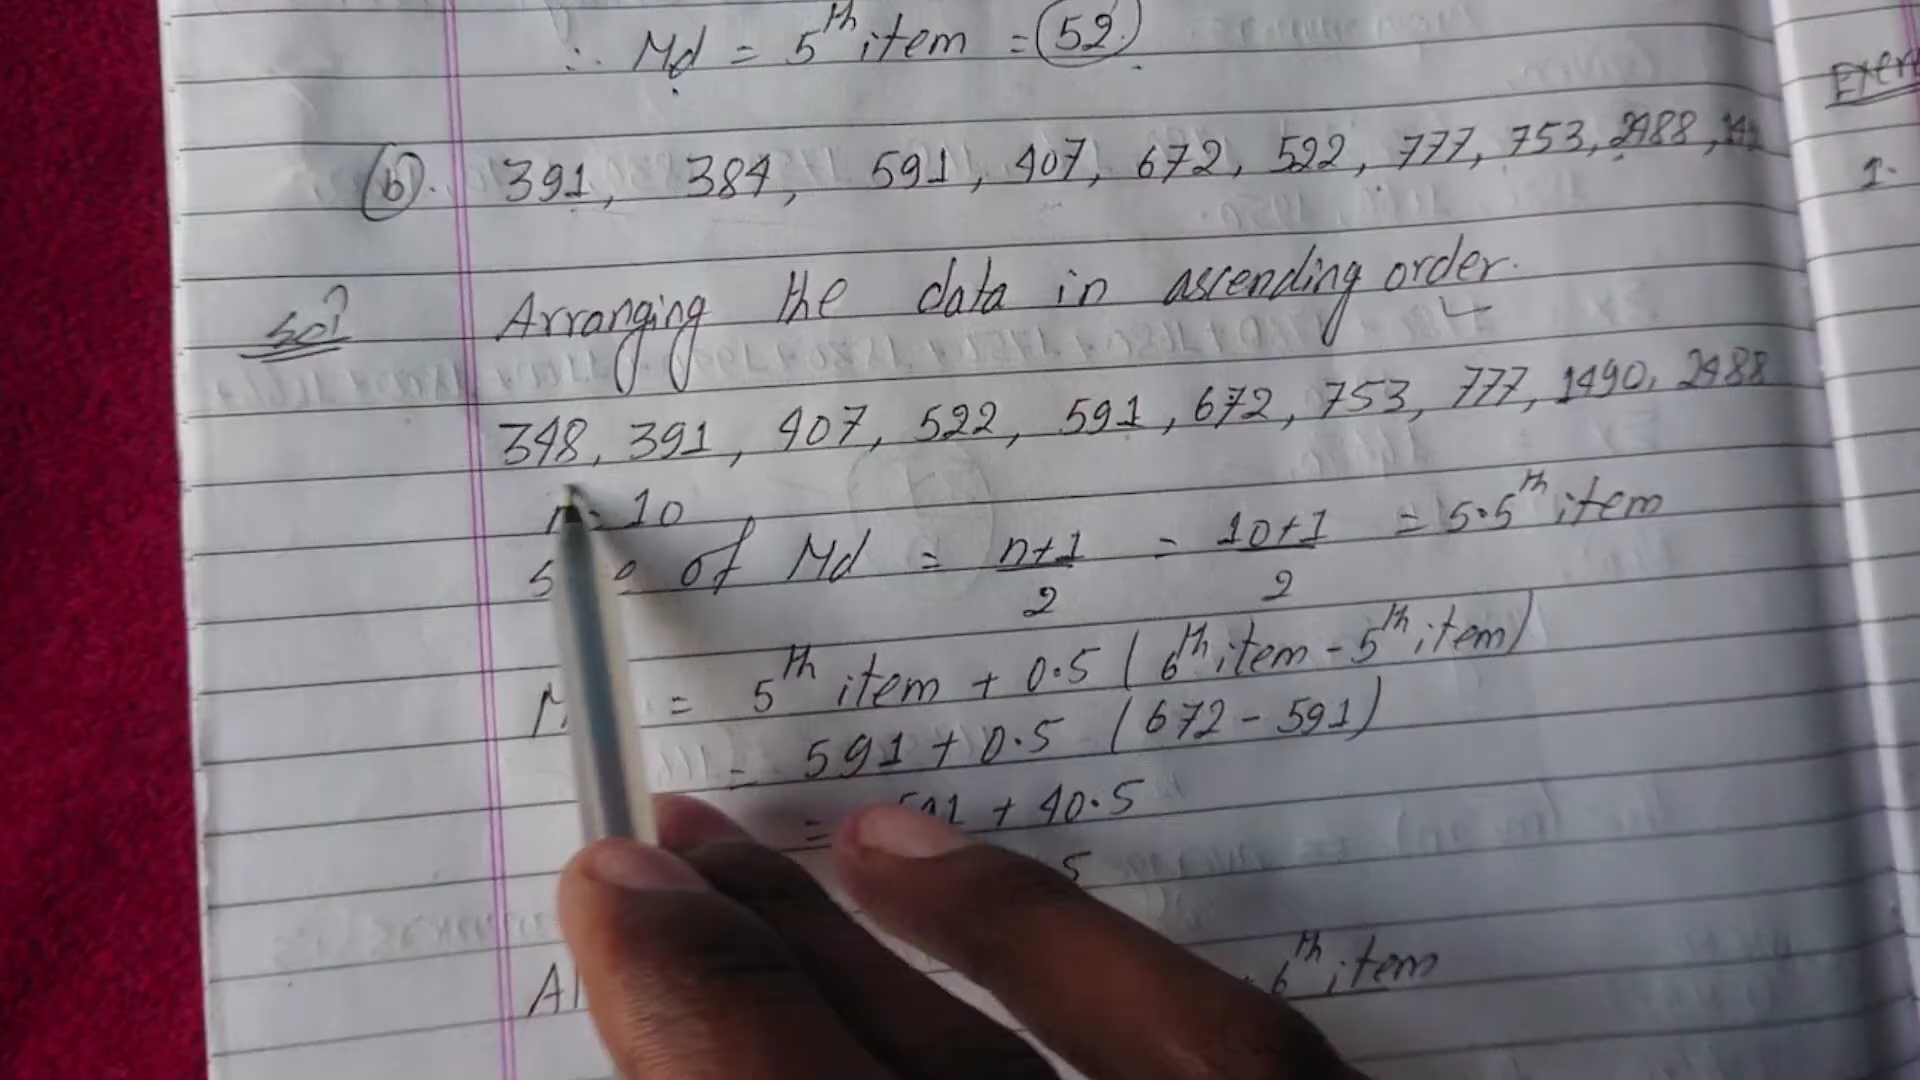 ∴ Md = 5th item = 52.
(b). 391, 384, 591, 407, 672, 522, 777, 753, 2488,
Exer
1.
Sol? Arranging the data in ascending order.
348, 391, 407, 522, 591, 672, 753, 777, 1490, 2488
10
of Md = n+1/2 = 10+1/2 = 5.5th item
= 5th item + 0.5 (6th item - 5th item)
= 591 + 0.5 (672 - 591)
= + 40.5
5
6th item